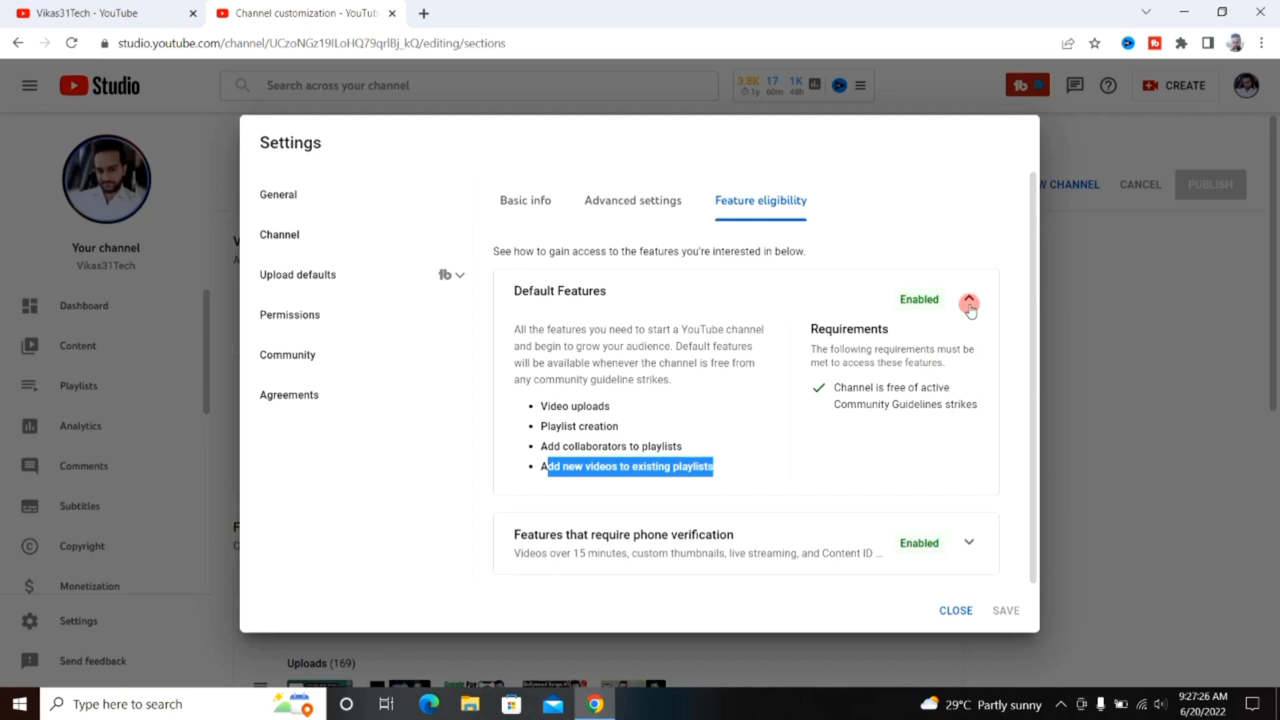 Vikas31Tech - YouTube
Channel customization - YouTub
studio.youtube.com/channel/UCzoNGz19ILoHQ79qrlBj_kQ/editing/sections
Studio
Search across your channel
3.8K 17 1K
1y 60m 48h
CREATE
Settings
General
Channel
Upload defaults
Permissions
Community
Agreements
Basic info
Advanced settings
Feature eligibility
See how to gain access to the features you're interested in below.
Default Features
Enabled
All the features you need to start a YouTube channel
and begin to grow your audience. Default features
will be available whenever the channel is free from
any community guideline strikes.
• Video uploads
• Playlist creation
• Add collaborators to playlists
• Add new videos to existing playlists
Requirements
The following requirements must be
met to access these features.
Channel is free of active
Community Guidelines strikes
Features that require phone verification
Videos over 15 minutes, custom thumbnails, live streaming, and Content ID ...
Enabled
CLOSE
SAVE
W CHANNEL
CANCEL
PUBLISH
Your channel
Vikas31Tech
Dashboard
Content
Playlists
Analytics
Comments
Subtitles
Copyright
Monetization
Settings
Send feedback
Uploads (169)
Type here to search
29°C Partly sunny
9:27:26 AM
6/20/2022